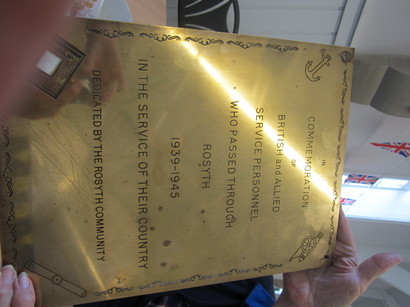 IN
COMMEMORATION
OF
BRITISH and ALLIED
SERVICE PERSONNEL
WHO PASSED THROUGH
ROSYTH
1939-1945
IN THE SERVICE OF THEIR COUNTRY
DEDICATED BY THE ROSYTH COMMUNITY